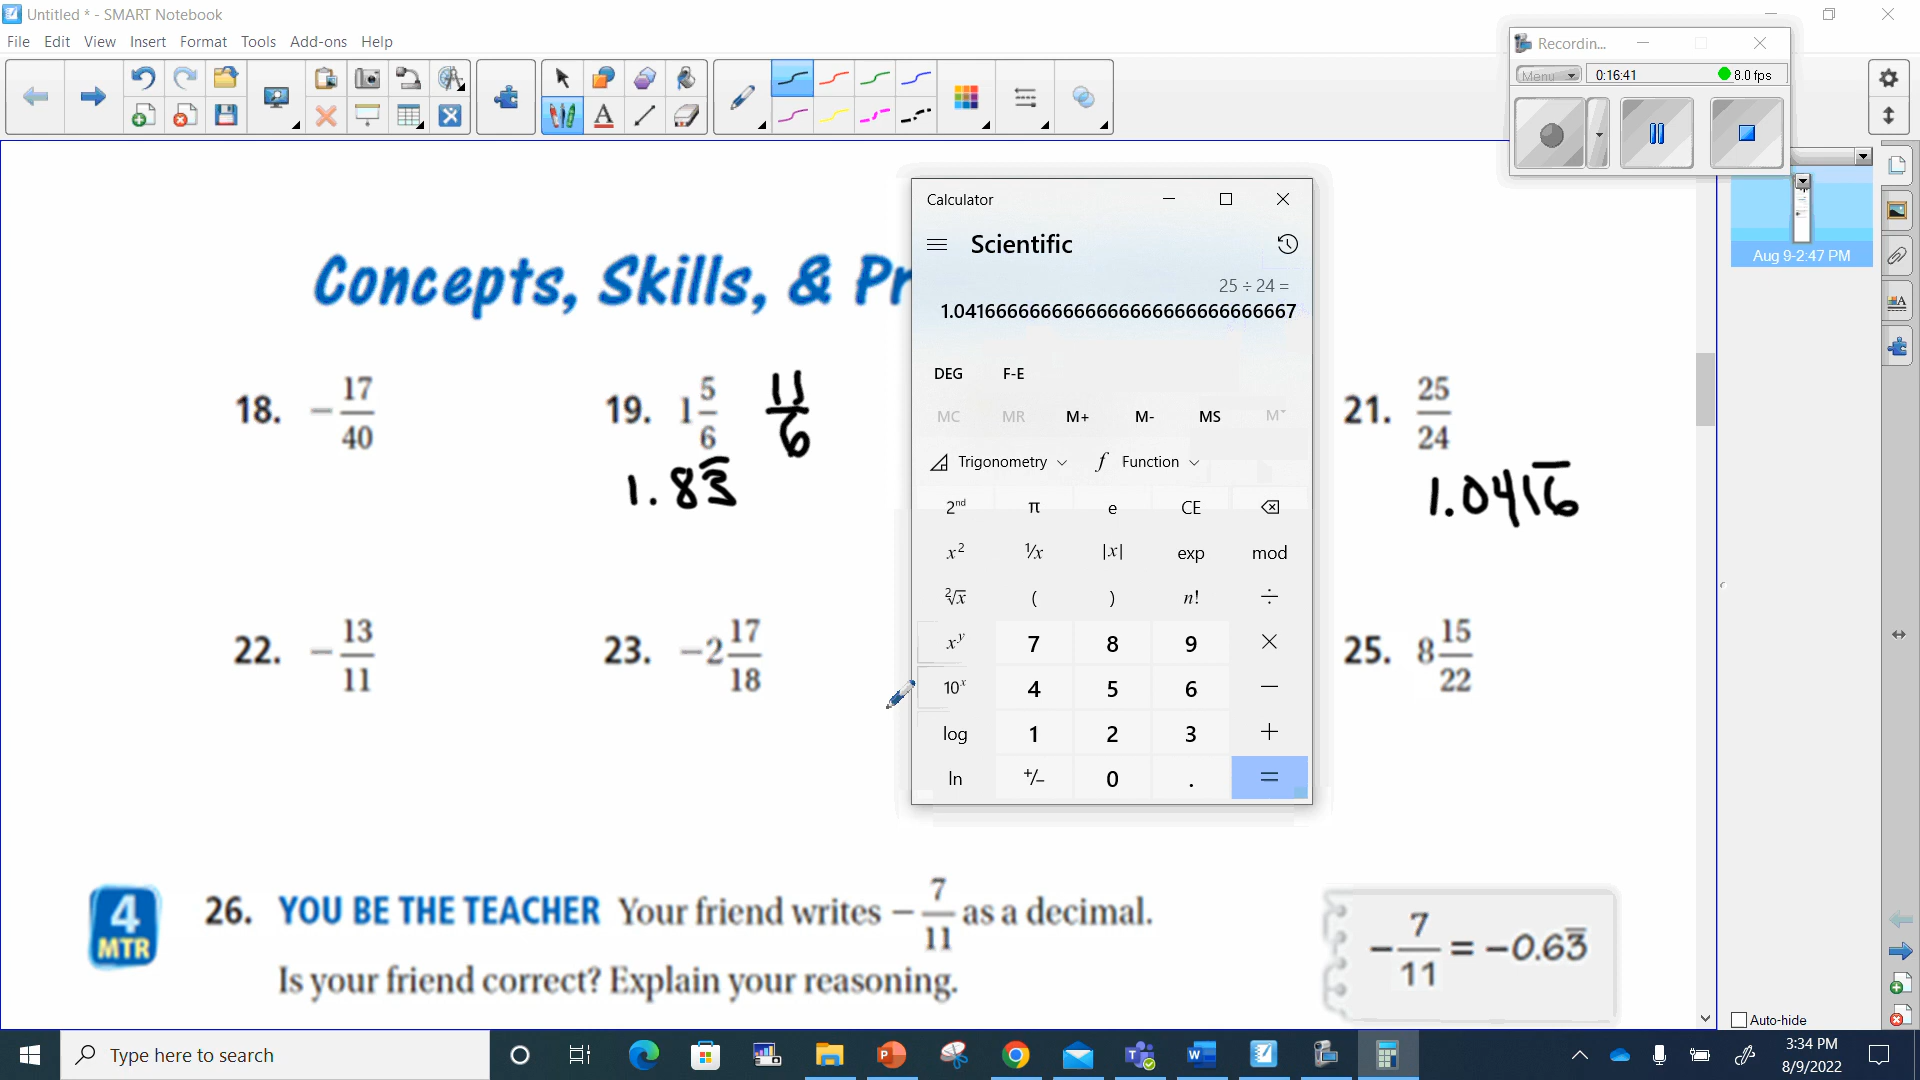 Untitled * - SMART Notebook
File Edit View Insert Format Tools Add-ons Help
Recordin...
Menu 0:16:41 8.0 fps
Aug 9-2:47 PM
Concepts, Skills, & Pr
18. −17/40
19. 1 5/6 11/6
1.83̅
21. 25/24
1.0416̅
22. −13/11
23. −2 17/18
25. 8 15/22
Calculator
Scientific
25 ÷ 24 =
1.0416666666666666666666666666667
DEG F-E
MC MR M+ M- MS M˅
Trigonometry f Function
2nd π e CE
x² ¹/x |x| exp mod
²√x ( ) n! ÷
xʸ 7 8 9 ×
10ˣ 4 5 6 −
log 1 2 3 +
ln +/− 0 . =
4
MTR
26. YOU BE THE TEACHER Your friend writes −7/11 as a decimal.
Is your friend correct? Explain your reasoning.
−7/11 = −0.63̅
Auto-hide
Type here to search
3:34 PM
8/9/2022